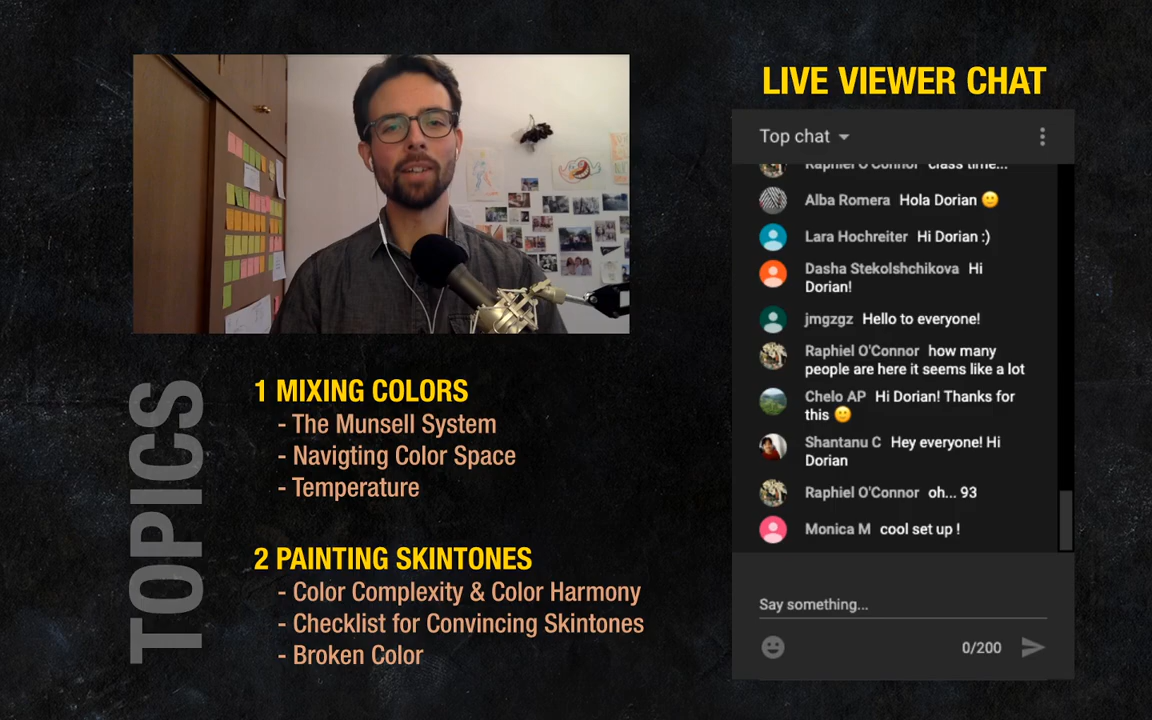 LIVE VIEWER CHAT
Top chat
Raphiel O'Connor class time...
Alba Romera Hola Dorian 🙂
Lara Hochreiter Hi Dorian :)
Dasha Stekolshchikova Hi
Dorian!
jmgzgz Hello to everyone!
Raphiel O'Connor how many
people are here it seems like a lot
Chelo AP Hi Dorian! Thanks for
this 🙂
Shantanu C Hey everyone! Hi
Dorian
Raphiel O'Connor oh... 93
Monica M cool set up !
Say something...
0/200
TOPICS
1 MIXING COLORS
- The Munsell System
- Navigting Color Space
- Temperature
2 PAINTING SKINTONES
- Color Complexity & Color Harmony
- Checklist for Convincing Skintones
- Broken Color